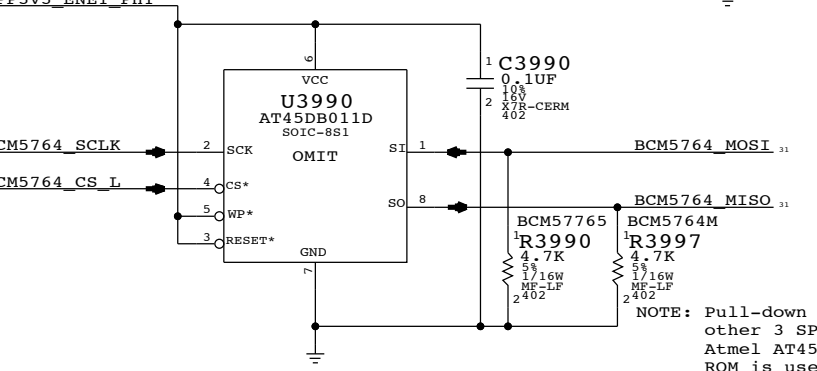 VCC
6
U3990
AT45DB011D
SOIC-8S1
OMIT
1
C3990
0.1UF
10%
16V
X7R-CERM
402
2
CM5764_SCLK
2
SCK
SI
1
BCM5764_MOSI
31
CM5764_CS_L
4
CS*
SO
8
BCM5764_MISO
31
5
WP*
3
RESET*
GND
7
BCM57765
1
R3990
4.7K
5%
1/16W
MF-LF
402
2
BCM5764M
1
R3997
4.7K
5%
1/16W
MF-LF
402
2
NOTE: Pull-down
other 3 SP
Atmel AT45
ROM is use